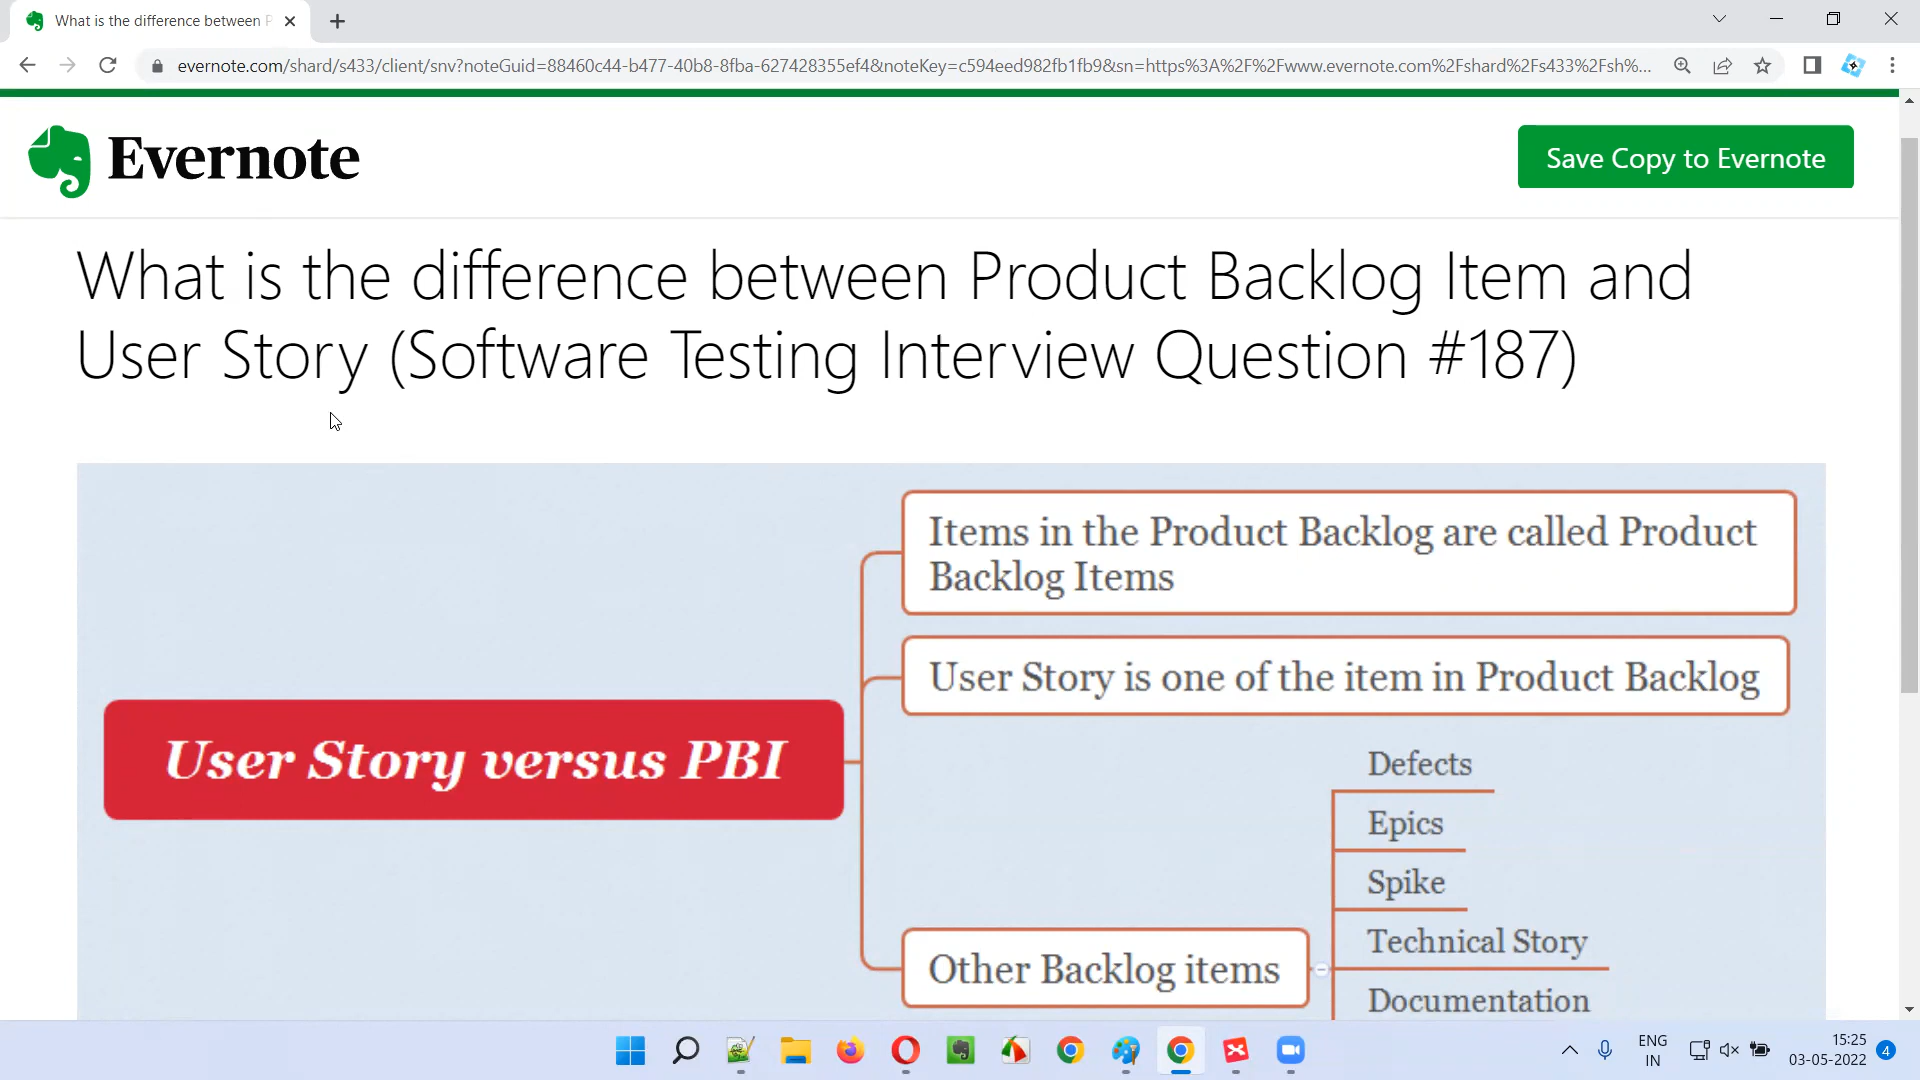 What is the difference between P
evernote.com/shard/s433/client/snv?noteGuid=88460c44-b477-40b8-8fba-627428355ef4&noteKey=c594eed982fb1fb9&sn=https%3A%2F%2Fwww.evernote.com%2Fshard%2Fs433%2Fsh%...
Evernote
Save Copy to Evernote
What is the difference between Product Backlog Item and
User Story (Software Testing Interview Question #187)
Items in the Product Backlog are called Product
Backlog Items
User Story is one of the item in Product Backlog
User Story versus PBI
Defects
Epics
Spike
Technical Story
Other Backlog items
Documentation
ENG
IN
15:25
03-05-2022
4